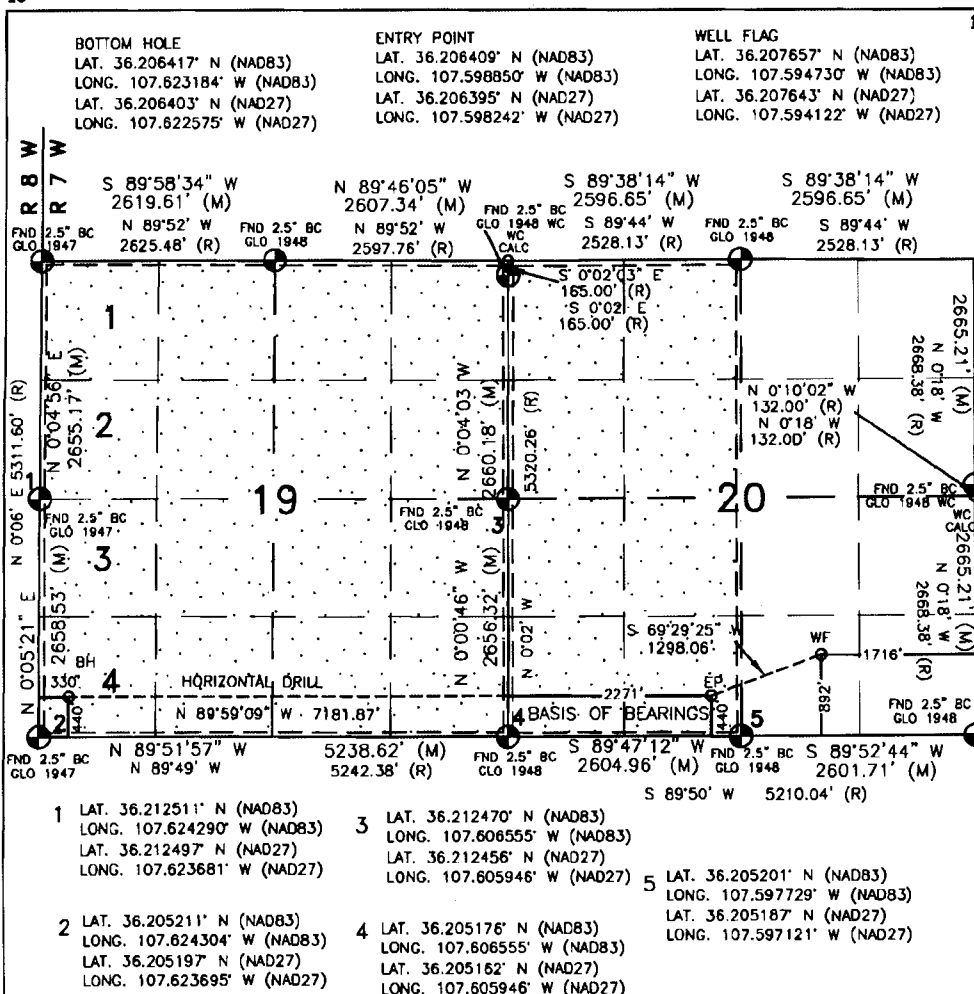 BOTTOM HOLE
LAT. 36.206417° N (NAD83)
LONG. 107.623184° W (NAD83)
LAT. 36.206403° N (NAD27)
LONG. 107.622575° W (NAD27)
ENTRY POINT
LAT. 36.206409° N (NAD83)
LONG. 107.598850° W (NAD83)
LAT. 36.206395° N (NAD27)
LONG. 107.598242° W (NAD27)
WELL FLAG
LAT. 36.207657° N (NAD83)
LONG. 107.594730° W (NAD83)
LAT. 36.207643° N (NAD27)
LONG. 107.594122° W (NAD27)
R 8 W
R 7 W
S 89°58'34" W
2619.61' (M)
N 89°52' W
2625.48' (R)
N 89°46'05" W
2607.34' (M)
N 89°52' W
2597.76' (R)
S 89°38'14" W
2596.65' (M)
S 89°44' W
2528.13' (R)
S 89°38'14" W
2596.65' (M)
S 89°44' W
2528.13' (R)
FND 2.5" BC
GLO 1947
FND 2.5" BC
GLO 1948
FND 2.5" BC
GLO 1948 WC
WC
CALC
FND 2.5" BC
GLO 1948
S 0°02'03" E
165.00' (R)
S 0°02' E
165.00' (R)
1
2
3
4
19
20
N 0°06' E 5311.60' (R)
N 0°04'56" E
2655.17' (M)
N 0°04'03 W
2660.18' (M)
5320.26' (R)
2665.21' (M)
N 0°18' W
2668.38' (R)
N 0°10'02" W
132.00' (R)
N 0°18' W
132.0D' (R)
1
FND 2.5" BC
GLO 1947
FND 2.5" BC
GLO 1948
3
FND 2.5" BC
GLO 1948 WC
WC
CALC
N 0°05'21" E
2658.53' (M)
N 0°00'46" W
2656.32' (M)
N 0°02' W
2665.21' (M)
N 0°18' W
2668.38' (R)
S 69°29'25" W
1298.06'
WF
1716'
892'
BH
330'
440'
HORIZONTAL DRILL
N 89°59'09" W - 7181.87'
2271'
EP
440'
BASIS OF BEARINGS
2
4
5
FND 2.5" BC
GLO 1947
N 89°51'57" W 5238.62' (M)
N 89°49' W 5242.38' (R)
FND 2.5" BC
GLO 1948
S 89°47'12" W
2604.96' (M)
FND 2.5" BC
GLO 1948
S 89°52'44" W
2601.71' (M)
FND 2.5" BC
GLO 1948
S 89°50' W 5210.04' (R)
1 LAT. 36.212511° N (NAD83)
LONG. 107.624290° W (NAD83)
LAT. 36.212497° N (NAD27)
LONG. 107.623681° W (NAD27)
3 LAT. 36.212470° N (NAD83)
LONG. 107.606555° W (NAD83)
LAT. 36.212456° N (NAD27)
LONG. 107.605946° W (NAD27)
5 LAT. 36.205201° N (NAD83)
LONG. 107.597729° W (NAD83)
LAT. 36.205187° N (NAD27)
LONG. 107.597121° W (NAD27)
2 LAT. 36.205211° N (NAD83)
LONG. 107.624304° W (NAD83)
LAT. 36.205197° N (NAD27)
LONG. 107.623695° W (NAD27)
4 LAT. 36.205176° N (NAD83)
LONG. 107.606555° W (NAD83)
LAT. 36.205162° N (NAD27)
LONG. 107.605946° W (NAD27)